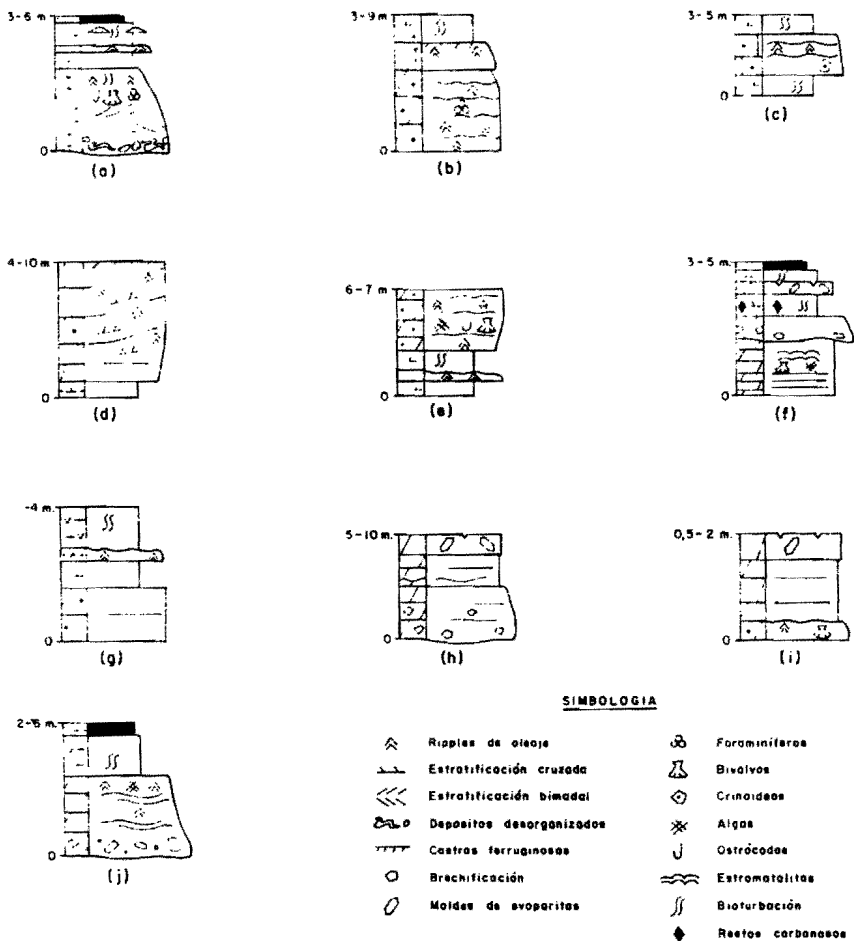 3-6 m
0
(a)
3-9 m
0
(b)
3-5 m
0
(c)
4-10 m
0
(d)
6-7 m
0
(e)
3-5 m.
0
(f)
-4 m.
0
(g)
5-10 m
0
(h)
0,5-2 m.
0
(i)
2-5 m.
0
(j)
SIMBOLOGIA
Ripples de oleaje
Estratificación cruzada
Estratificación bimodal
Depósitos desorganizados
Costras ferruginosas
Brechificación
Moldes de evaporitas
Foraminíferos
Bivalvos
Crinoideos
Algas
Ostrácodos
Estromatolitos
Bioturbación
Restos carbonosos